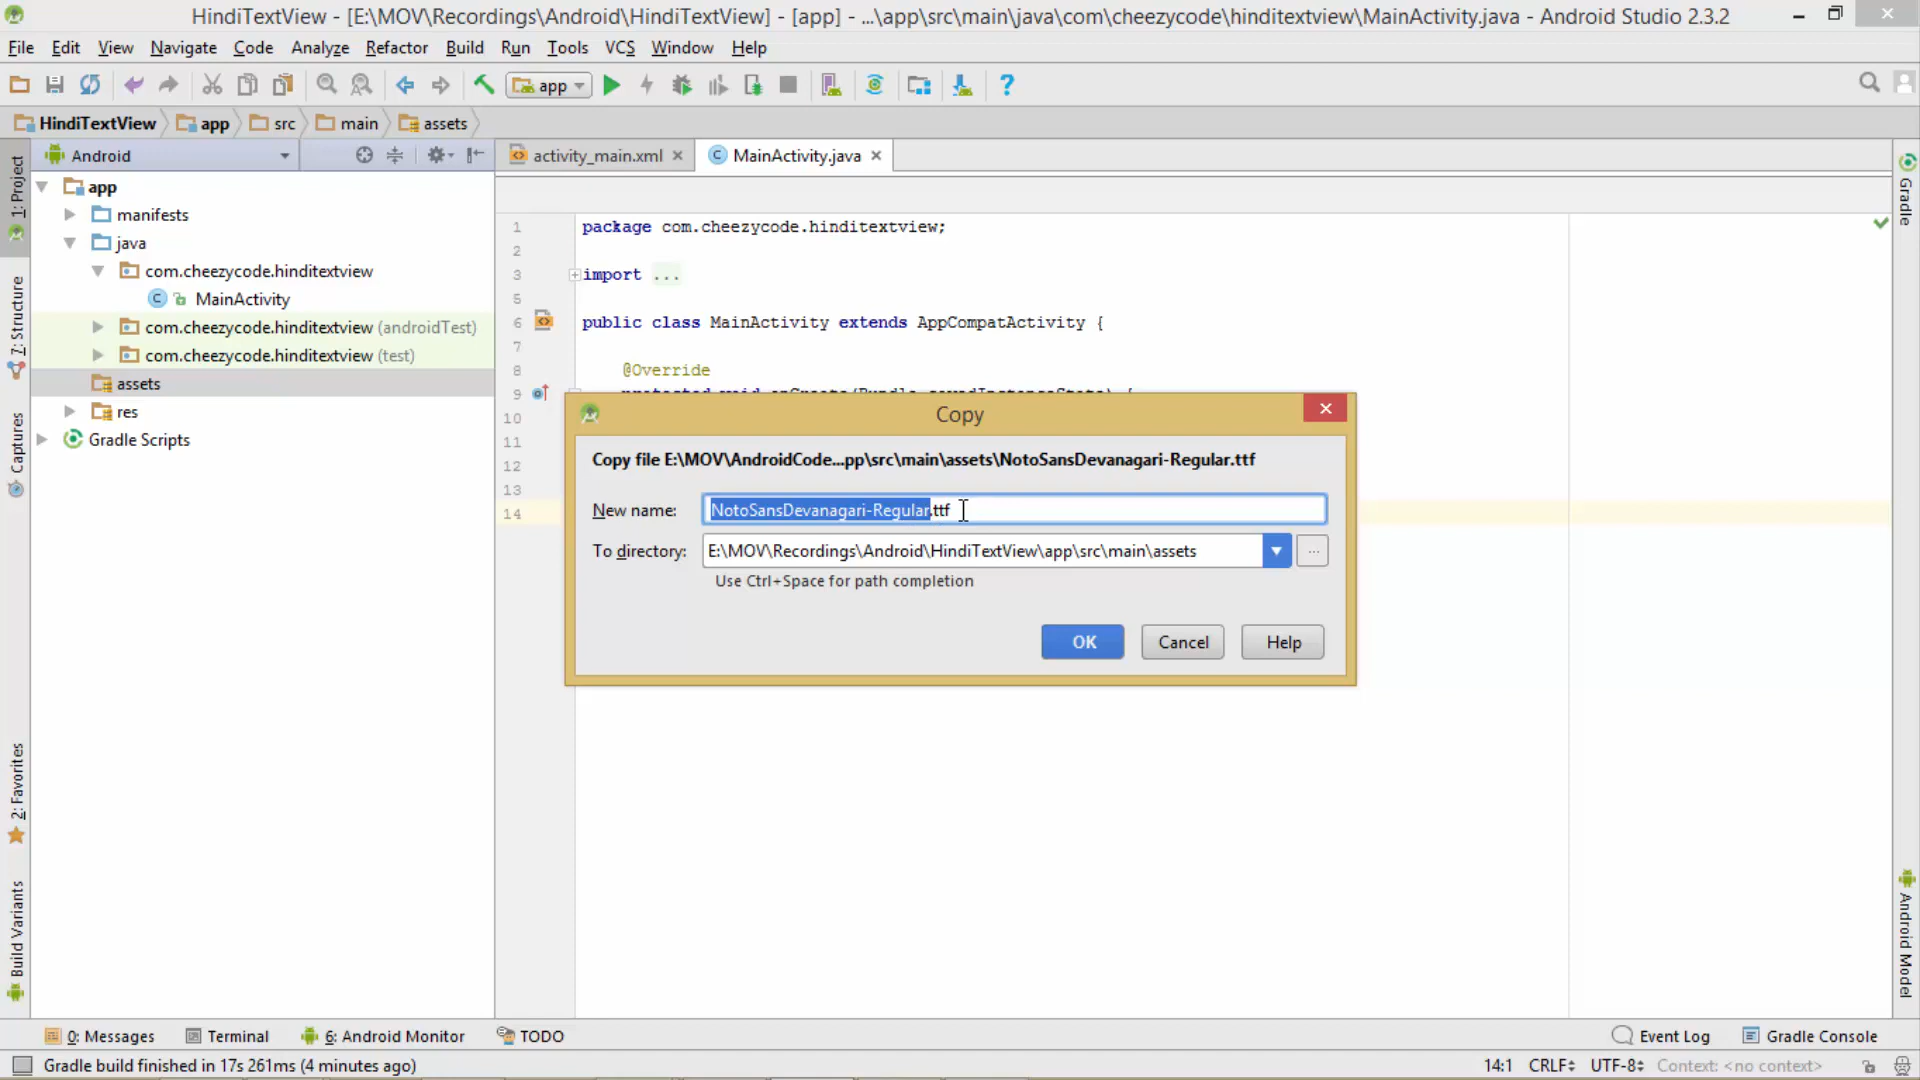 HindiTextView - [E:\MOV\Recordings\Android\HindiTextView] - [app] - ...\app\src\main\java\com\cheezycode\hinditextview\MainActivity.java - Android Studio 2.3.2
File Edit View Navigate Code Analyze Refactor Build Run Tools VCS Window Help
app
HindiTextView app src main assets
Android
activity_main.xml MainActivity.java
1: Project
7: Structure
Captures
2: Favorites
Build Variants
app
manifests
java
com.cheezycode.hinditextview
MainActivity
com.cheezycode.hinditextview (androidTest)
com.cheezycode.hinditextview (test)
assets
res
Gradle Scripts
1 package com.cheezycode.hinditextview;
2
3 import ...
5
6 public class MainActivity extends AppCompatActivity {
7
8 @Override
9 protected void onCreate(Bundle savedInstanceState) {
10
11
12
13
14
Copy
Copy file E:\MOV\AndroidCode...pp\src\main\assets\NotoSansDevanagari-Regular.ttf
New name: NotoSansDevanagari-Regular.ttf
To directory: E:\MOV\Recordings\Android\HindiTextView\app\src\main\assets ...
Use Ctrl+Space for path completion
OK Cancel Help
Gradle
Android Model
0: Messages Terminal 6: Android Monitor TODO Event Log Gradle Console
Gradle build finished in 17s 261ms (4 minutes ago) 14:1 CRLF UTF-8 Context: <no context>